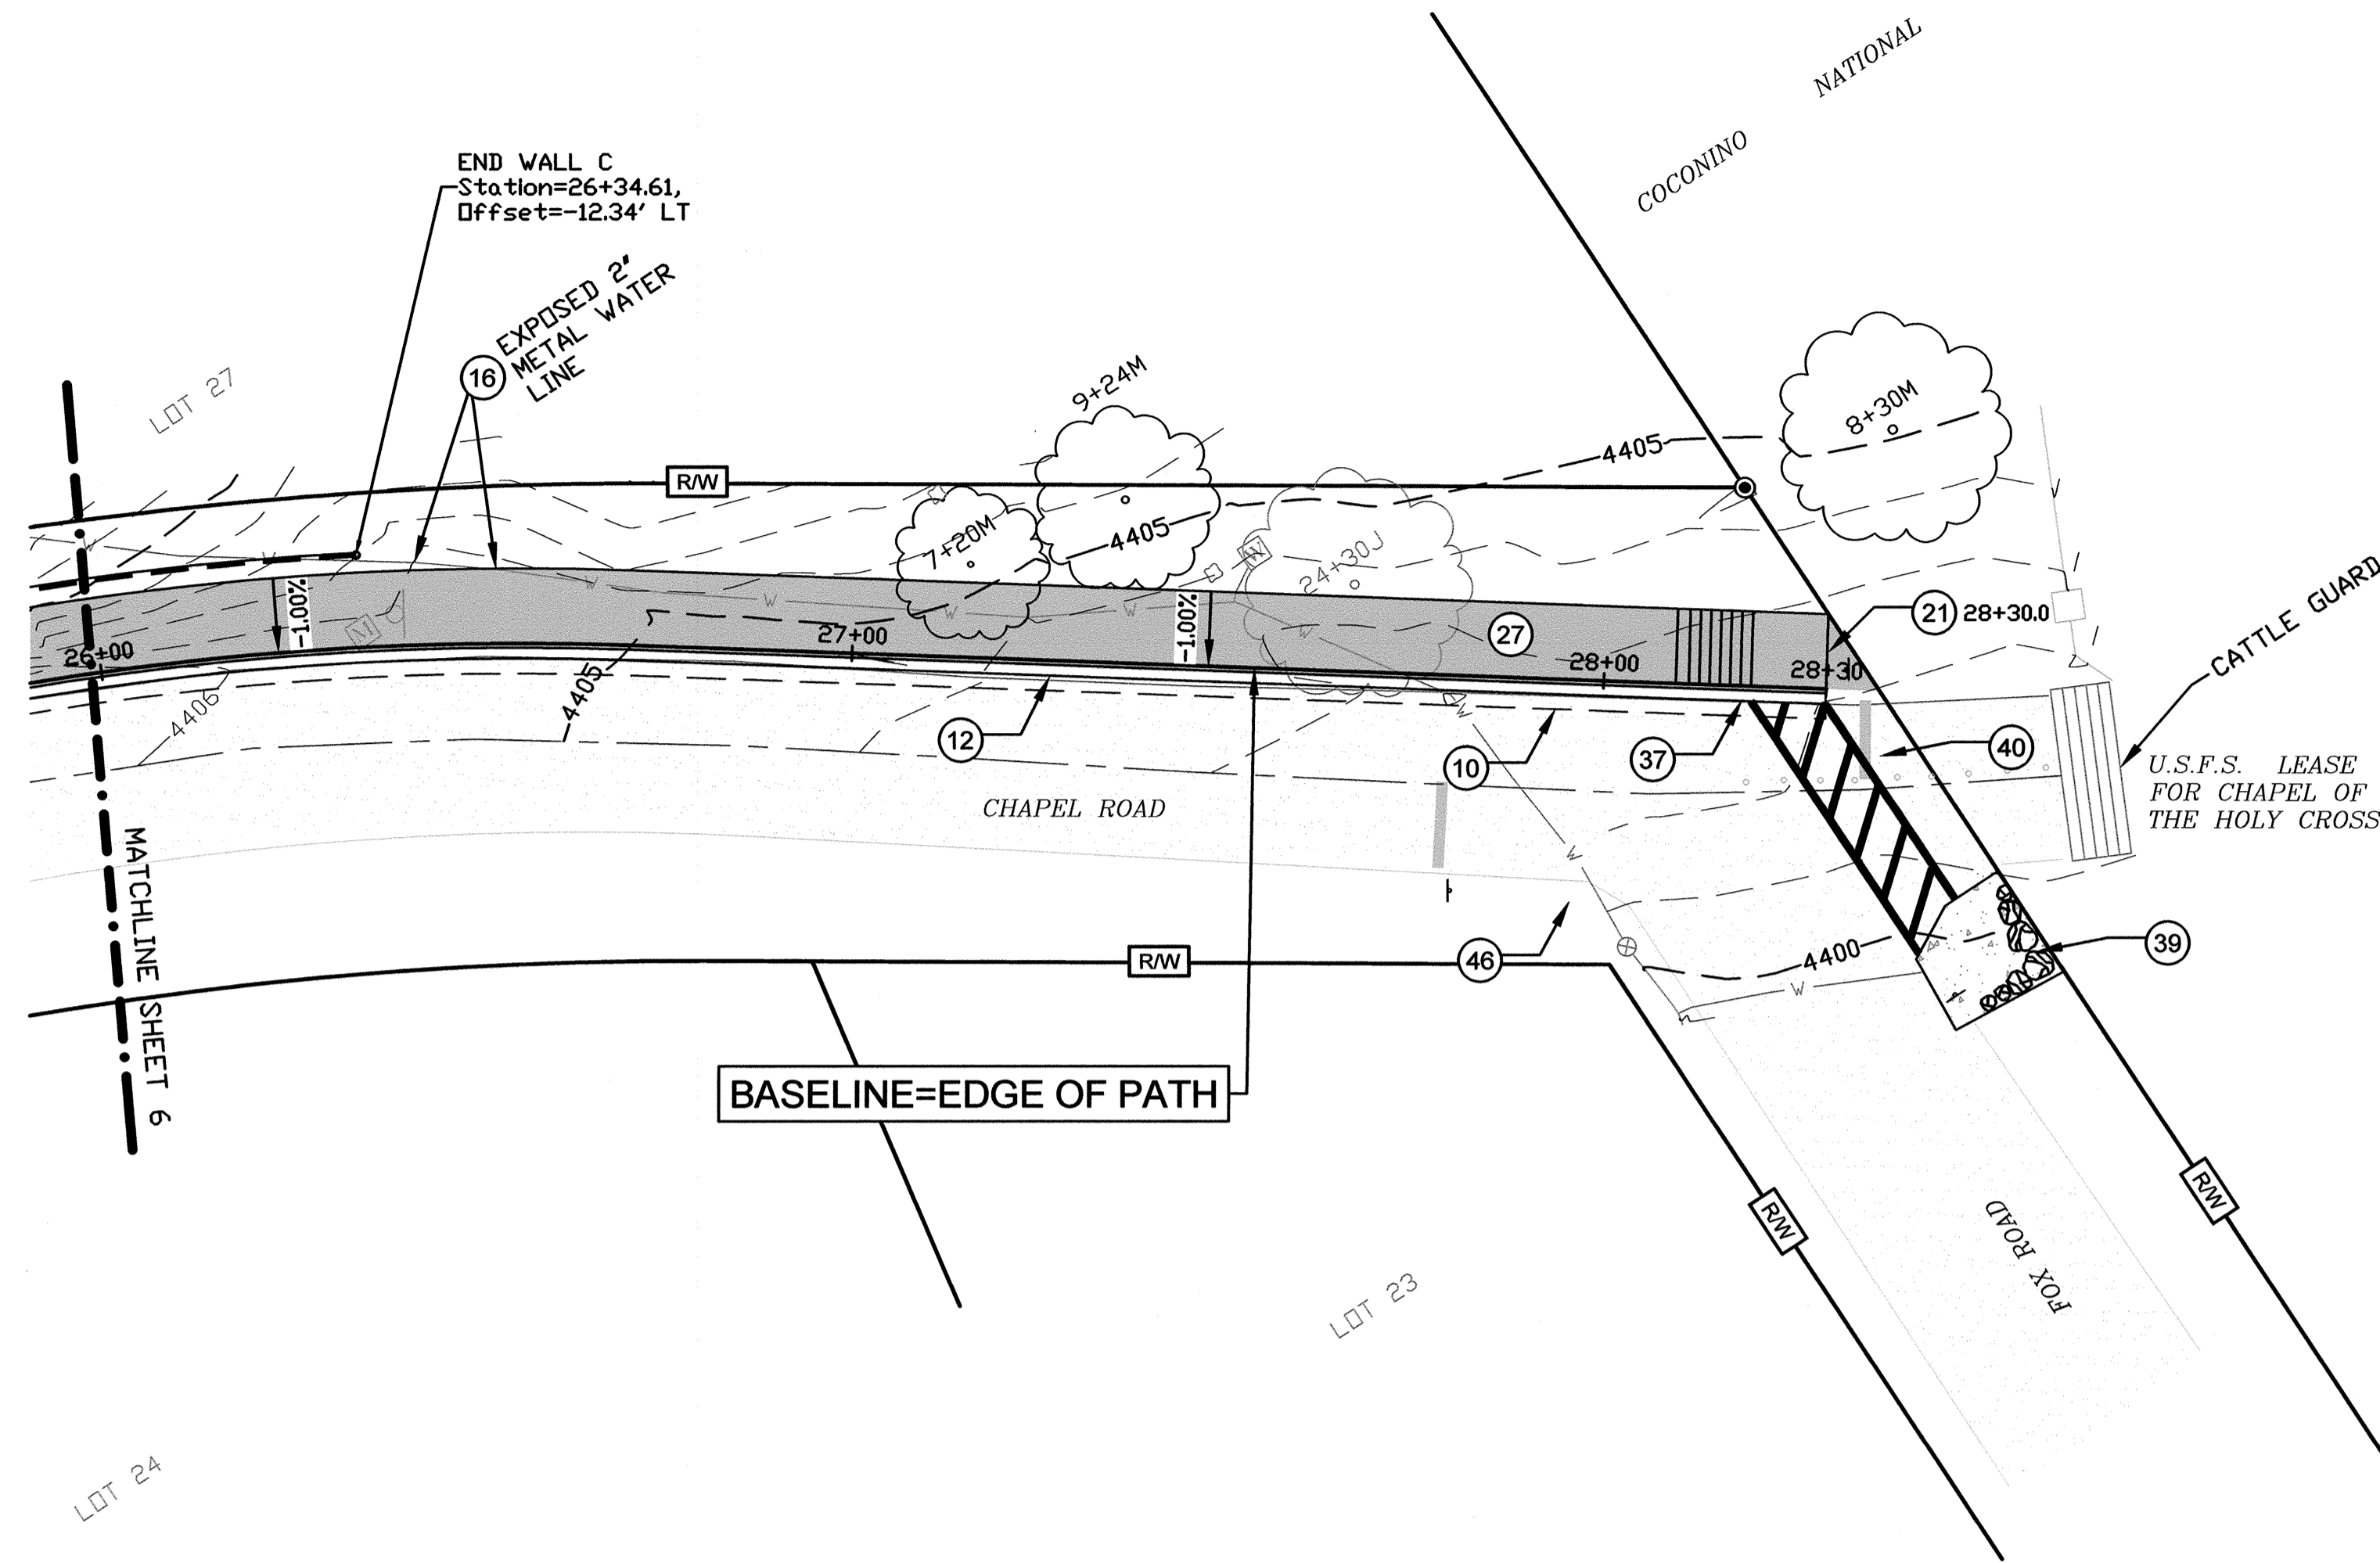 NATIONAL
COCONINO
END WALL C
Station=26+34.61,
Offset=-12.34' LT
EXPOSED 2"
METAL WATER
LINE
16
LOT 27
R/W
9+24M
7+20M
4405
4405
8+30M
24+30J
W
W
W
W
W
W
W
W
M
-1.00%
-1.00%
26+00
27+00
28+00
28+30
27
21 28+30.0
CATTLE GUARD
4406
4405
12
10
37
40
W
U.S.F.S. LEASE
FOR CHAPEL OF
THE HOLY CROSS
CHAPEL ROAD
W
MATCHLINE SHEET 6
R/W
46
4400
39
W
BASELINE=EDGE OF PATH
R/W
R/W
FOX ROAD
LOT 23
LOT 24